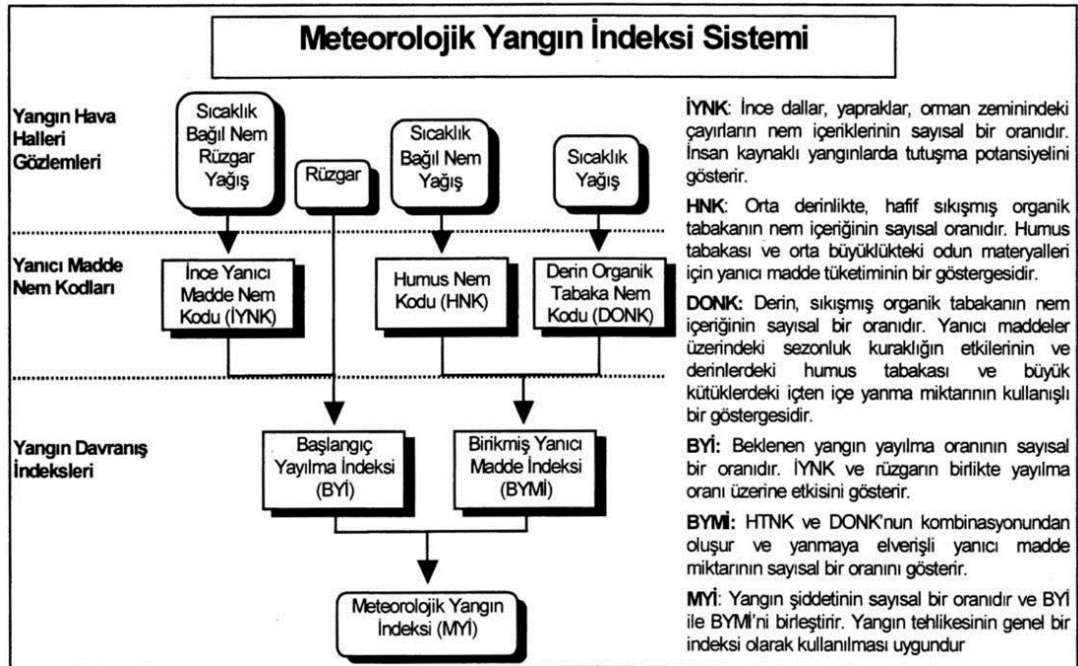 Meteorolojik Yangın İndeksi Sistemi
Yangın Hava
Halleri
Gözlemleri
Sıcaklık
Bağıl Nem
Rüzgar
Yağış
Rüzgar
Sıcaklık
Bağıl Nem
Yağış
Sıcaklık
Yağış
Yanıcı Madde
Nem Kodları
İnce Yanıcı
Madde Nem
Kodu (İYNK)
Humus Nem
Kodu (HNK)
Derin Organik
Tabaka Nem
Kodu (DONK)
Yangın Davranış
İndeksleri
Başlangıç
Yayılma İndeksi
(BYİ)
Birikmiş Yanıcı
Madde İndeksi
(BYMİ)
Meteorolojik Yangın
İndeksi (MYİ)
İYNK: İnce dallar, yapraklar, orman zeminindeki
çayırların nem içeriklerinin sayısal bir oranıdır.
İnsan kaynaklı yangınlarda tutuşma potansiyelini
gösterir.
HNK: Orta derinlikte, hafif sıkışmış organik
tabakanın nem içeriğinin sayısal oranıdır. Humus
tabakası ve orta büyüklükteki odun materyalleri
için yanıcı madde tüketiminin bir göstergesidir.
DONK: Derin, sıkışmış organik tabakanın nem
içeriğinin sayısal bir oranıdır. Yanıcı maddeler
üzerindeki sezonluk kuraklığın etkilerinin ve
derinlerdeki humus tabakası ve büyük
kütüklerdeki içten içe yanma miktarının kullanışlı
bir göstergesidir.
BYİ: Beklenen yangın yayılma oranının sayısal
bir oranıdır. İYNK ve rüzgarın birlikte yayılma
oranı üzerine etkisini gösterir.
BYMİ: HTNK ve DONK'nun kombinasyonundan
oluşur ve yanmaya elverişli yanıcı madde
miktarının sayısal bir oranını gösterir.
MYİ: Yangın şiddetinin sayısal bir oranıdır ve BYİ
ile BYMİ'ni birleştirir. Yangın tehlikesinin genel bir
indeksi olarak kullanılması uygundur